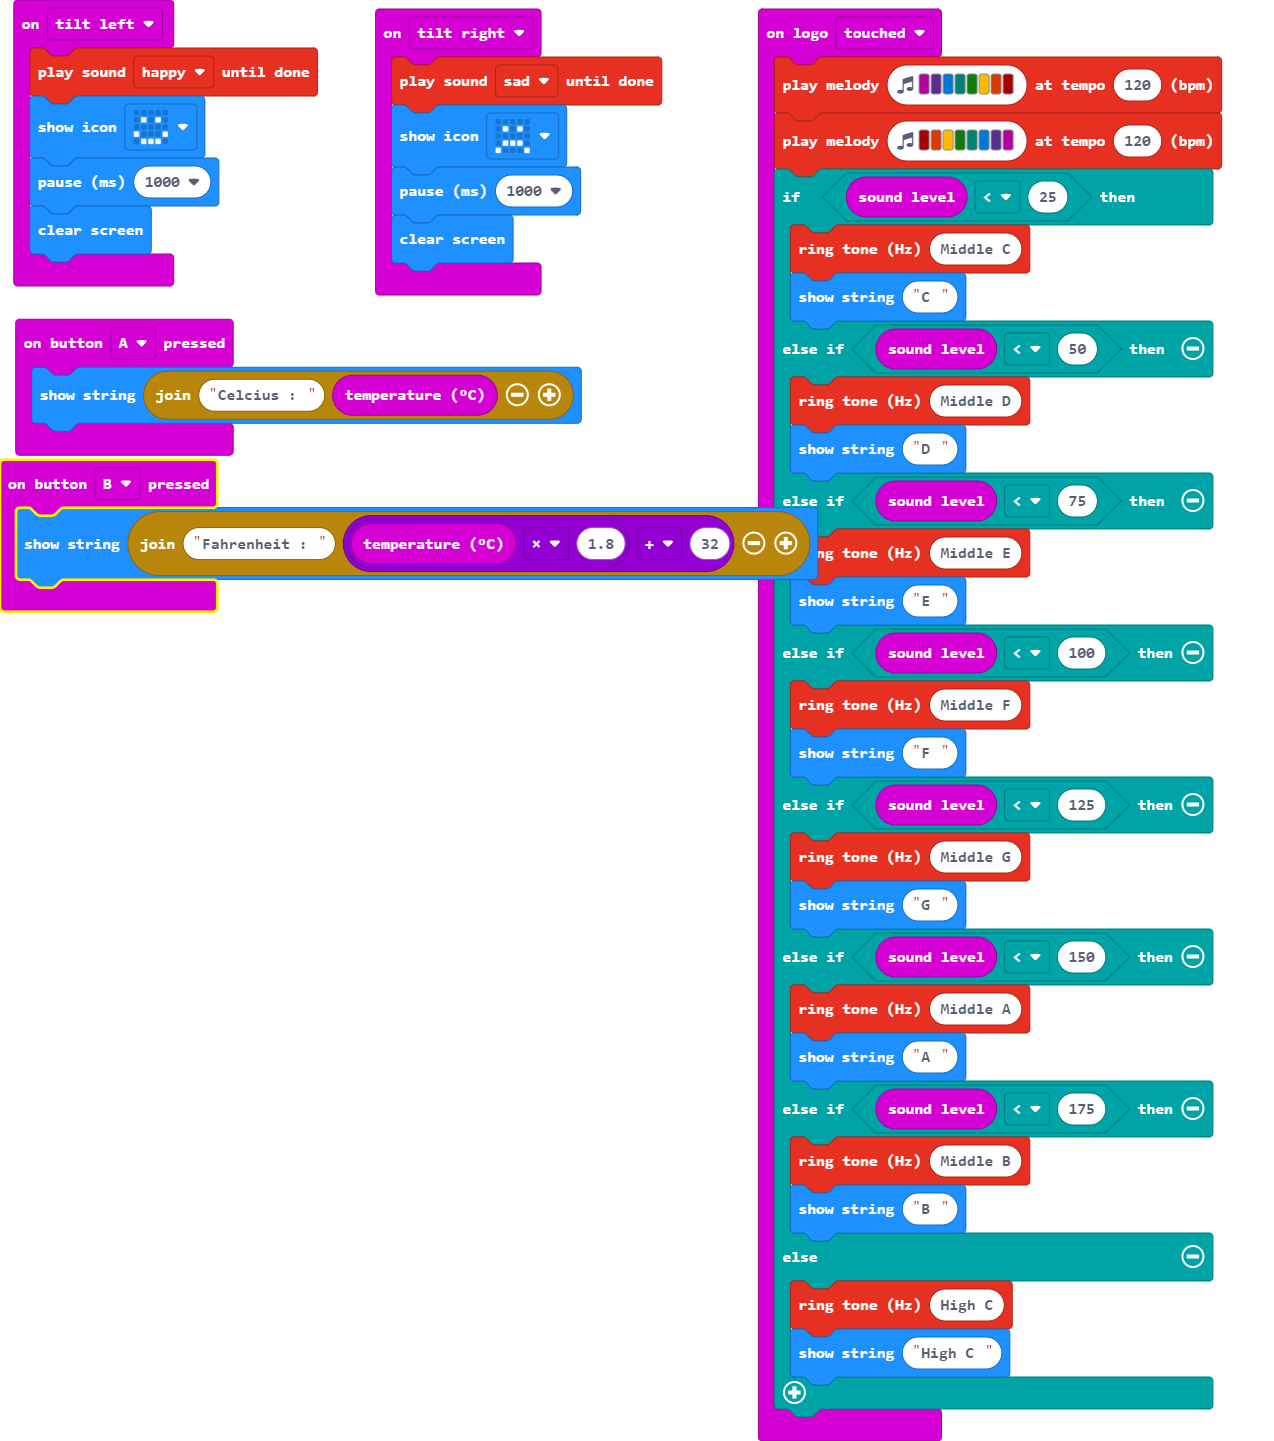 on tilt left
play sound happy until done
show icon
pause (ms) 1000
clear screen
on tilt right
play sound sad until done
show icon
pause (ms) 1000
clear screen
on button A pressed
show string join "Celcius : " temperature (ºC)
on button B pressed
show string join "Fahrenheit : " temperature (ºC) × 1.8 + 32
on logo touched
play melody at tempo 120 (bpm)
play melody at tempo 120 (bpm)
if sound level < 25 then
ring tone (Hz) Middle C
show string "C "
else if sound level < 50 then
ring tone (Hz) Middle D
show string "D "
else if sound level < 75 then
ng tone (Hz) Middle E
show string "E "
else if sound level < 100 then
ring tone (Hz) Middle F
show string "F "
else if sound level < 125 then
ring tone (Hz) Middle G
show string "G "
else if sound level < 150 then
ring tone (Hz) Middle A
show string "A "
else if sound level < 175 then
ring tone (Hz) Middle B
show string "B "
else
ring tone (Hz) High C
show string "High C "